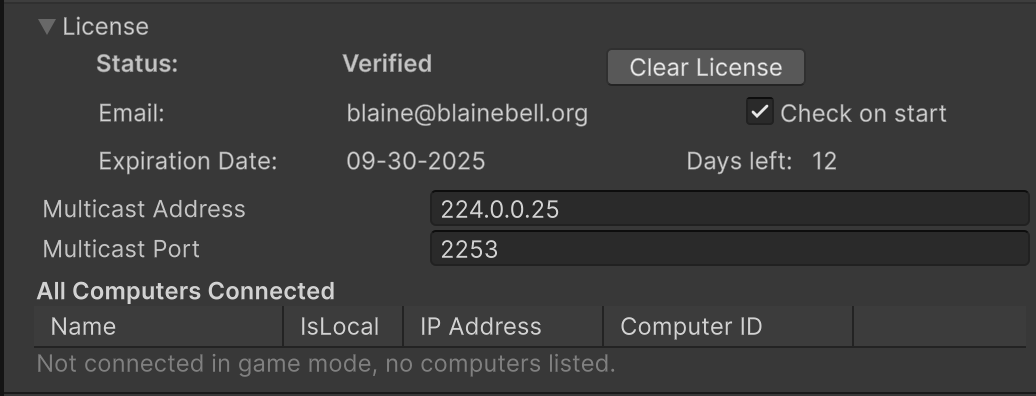 License
Status: Verified Clear License
Email: blaine@blainebell.org Check on start
Expiration Date: 09-30-2025 Days left: 12
Multicast Address 224.0.0.25
Multicast Port 2253
All Computers Connected
Name IsLocal IP Address Computer ID
Not connected in game mode, no computers listed.